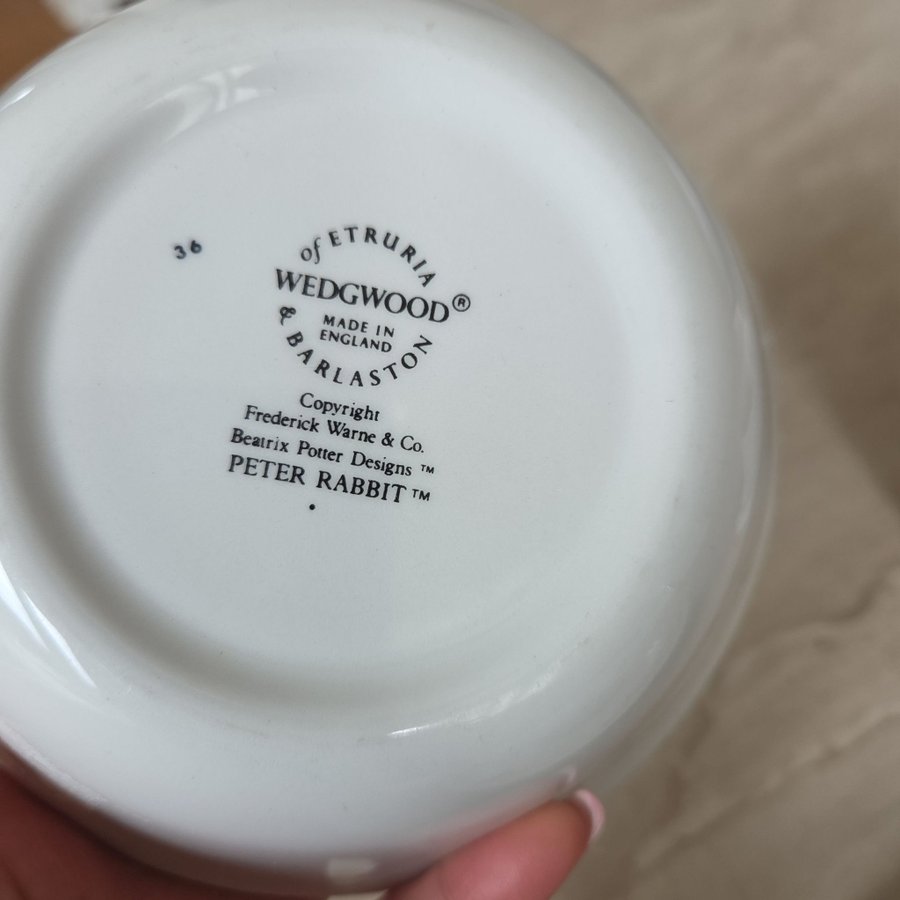 36
of ETRURIA
WEDGWOOD®
MADE IN
ENGLAND
& BARLASTON
Copyright
Frederick Warne & Co.
Beatrix Potter Designs ™
PETER RABBIT ™